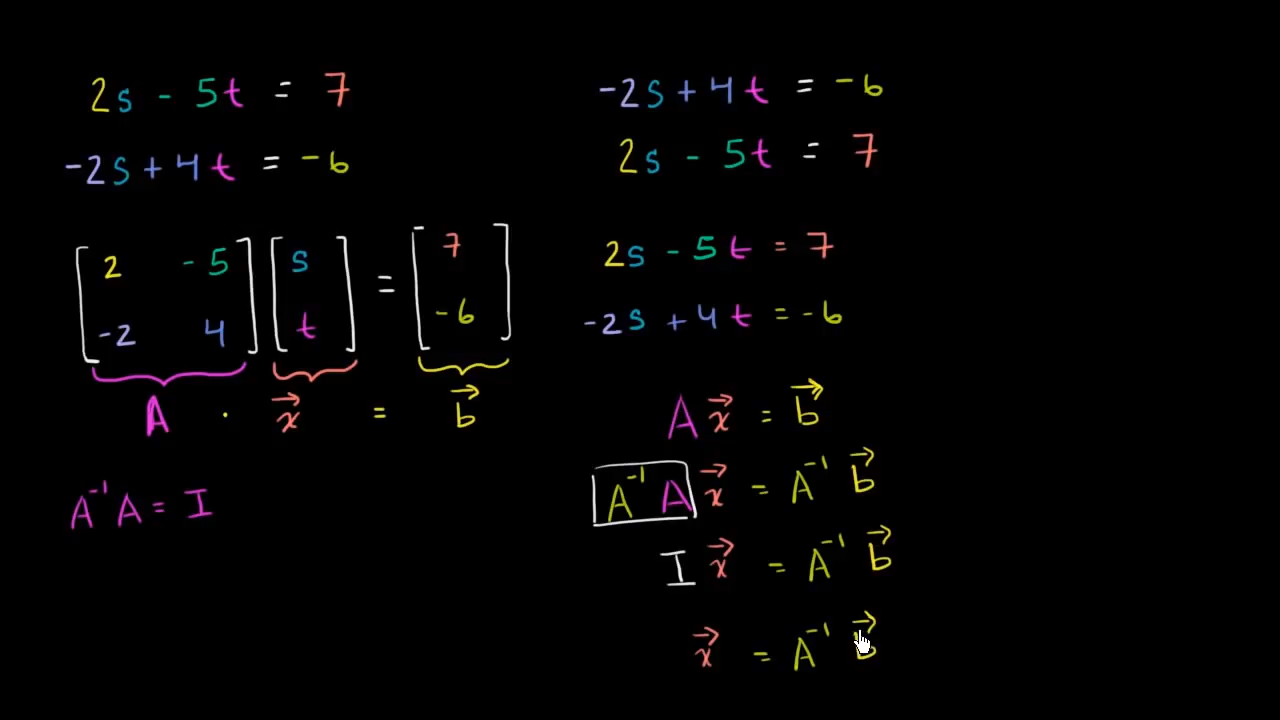 2s - 5t = 7
-2s + 4t = -6
[2 -5] [s] = [7]
[-2 4] [t] [-6]
A · x⃗ = b⃗
A⁻¹ A = I
-2s + 4t = -6
2s - 5t = 7
2s - 5t = 7
-2s + 4t = -6
A x⃗ = b⃗
A⁻¹ A x⃗ = A⁻¹ b⃗
I x⃗ = A⁻¹ b⃗
x⃗ = A⁻¹ b⃗